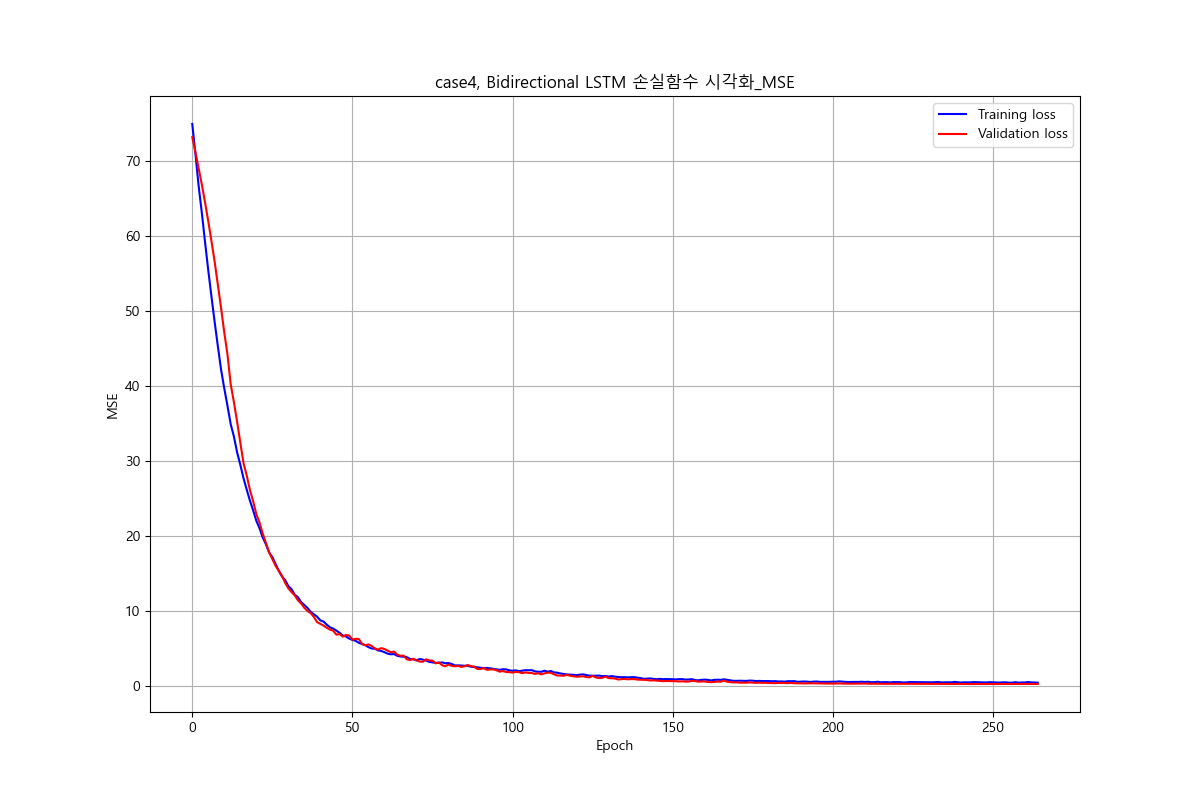 case4, Bidirectional LSTM 손실함수 시각화_MSE
Training loss
Validation loss
70
60
50
40
30
20
10
0
MSE
0
50
100
150
200
250
Epoch